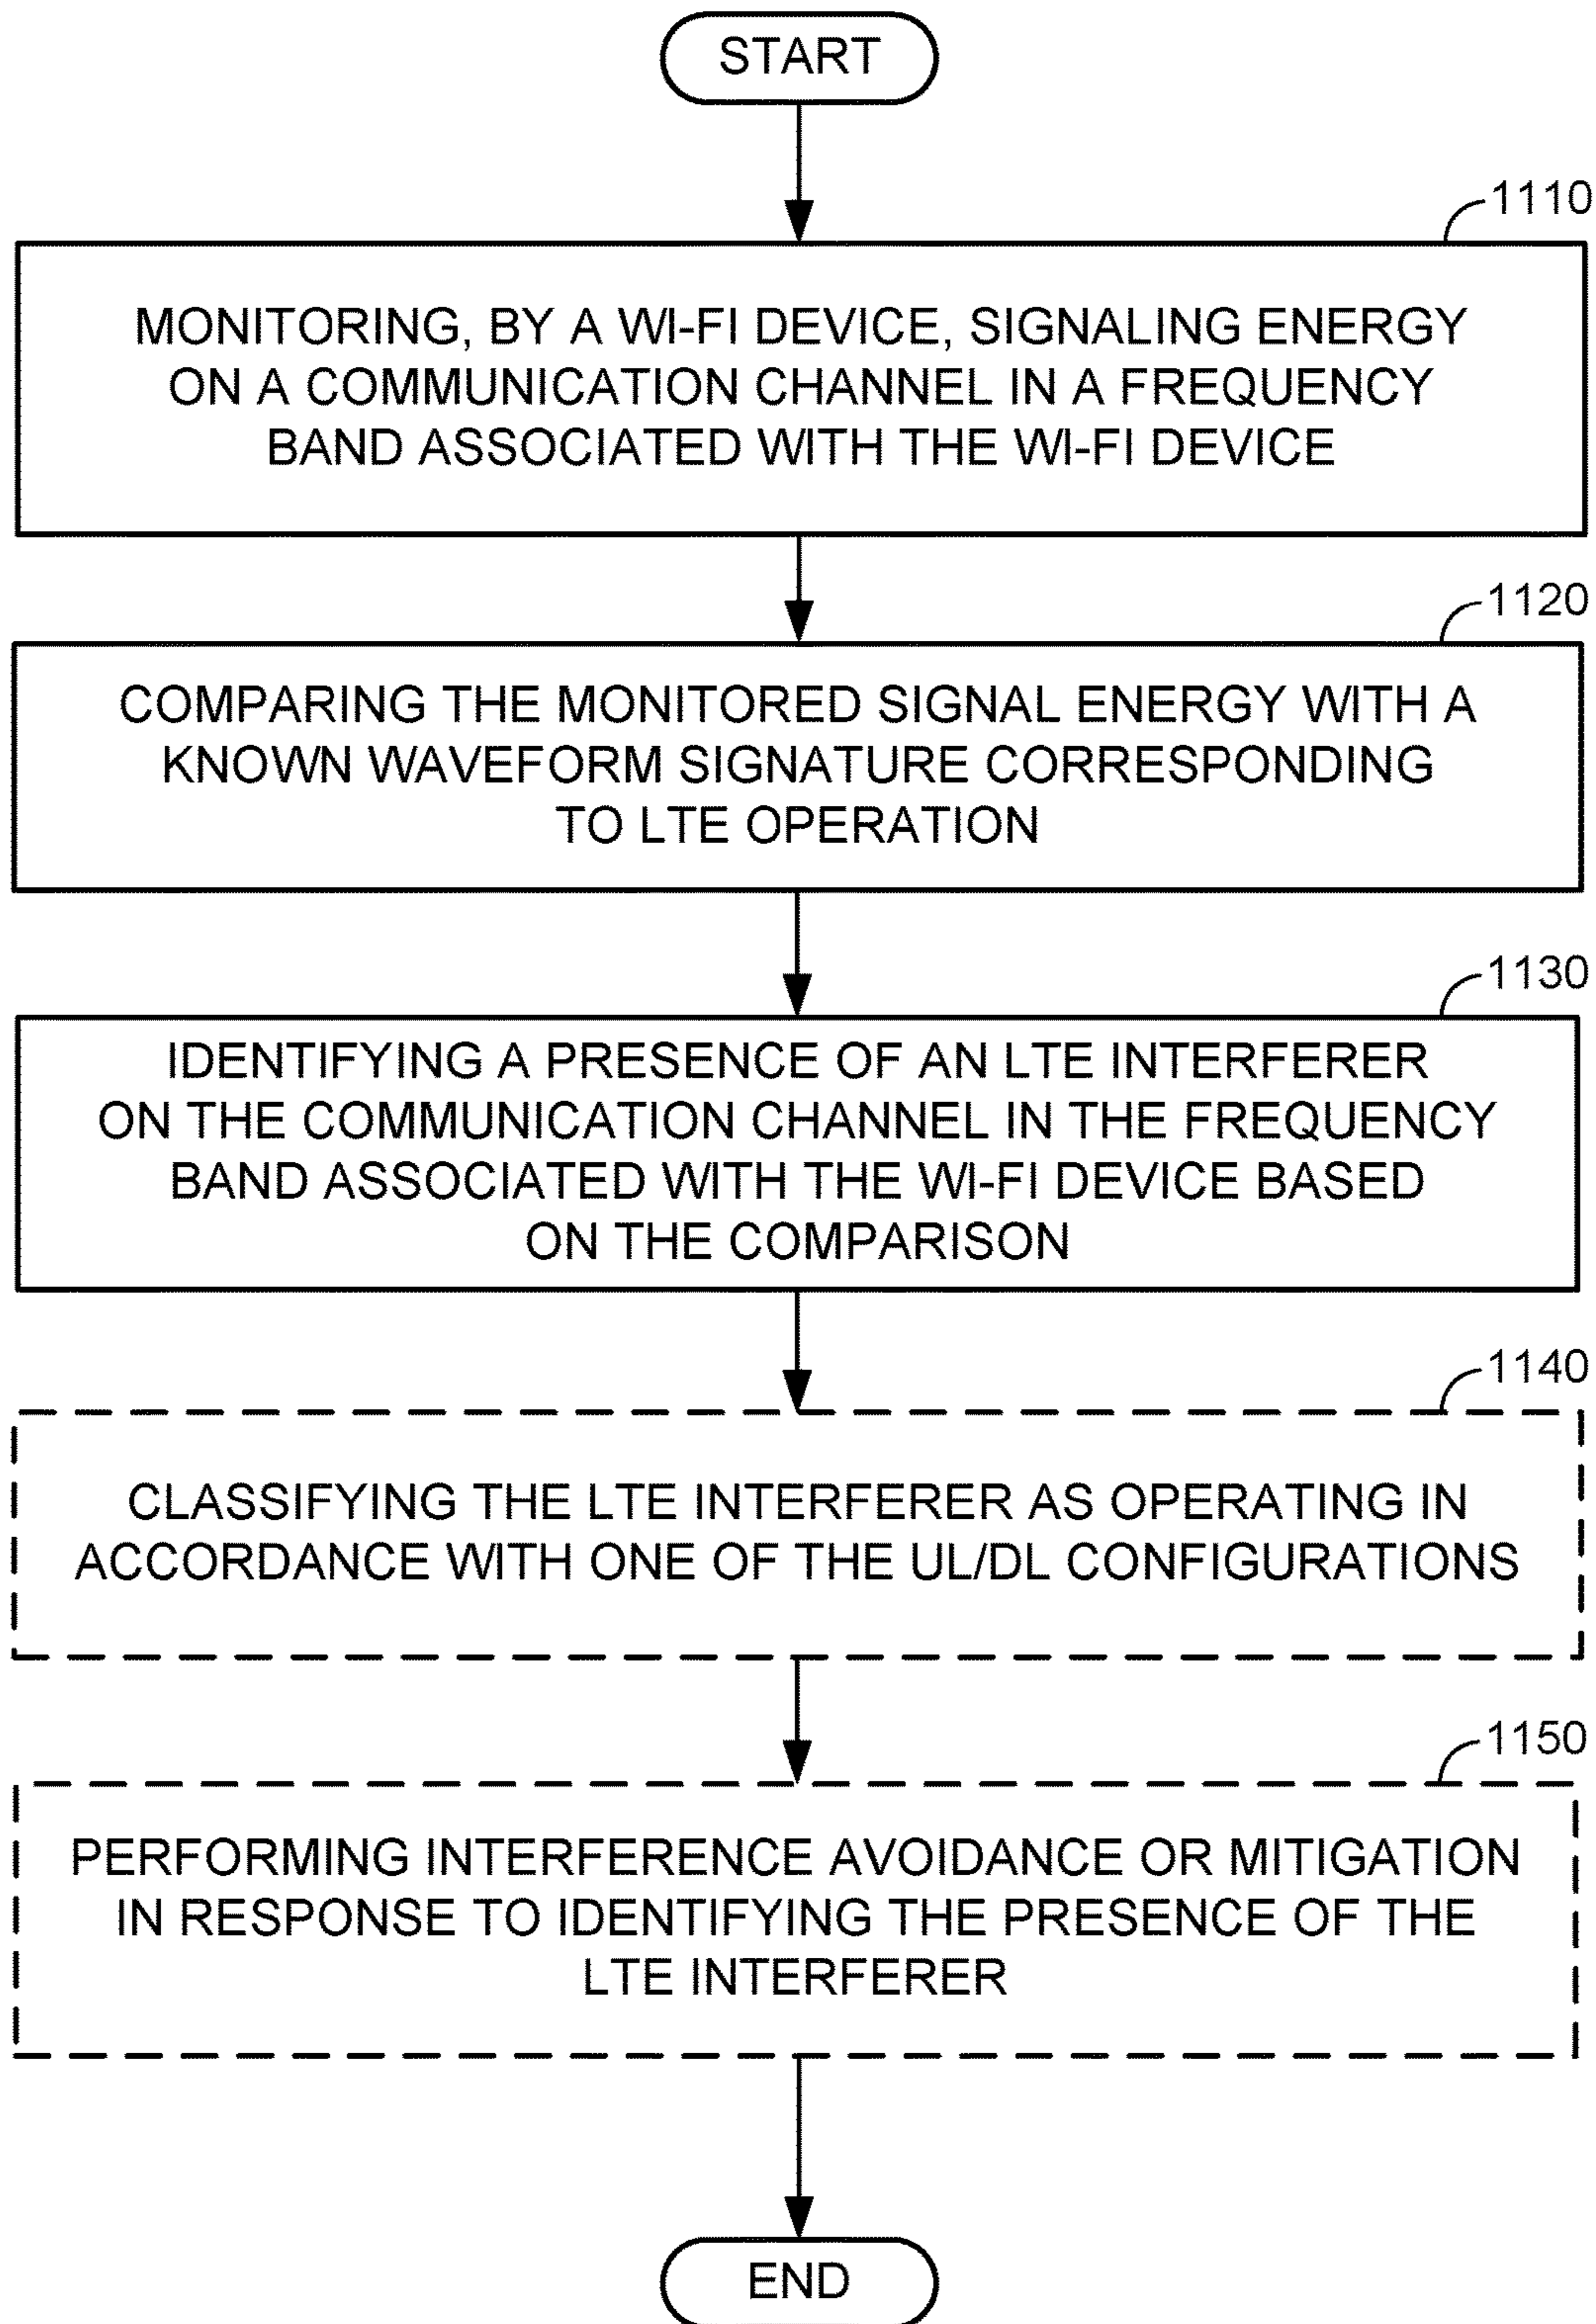 START
1110
MONITORING, BY A WI-FI DEVICE, SIGNALING ENERGY
ON A COMMUNICATION CHANNEL IN A FREQUENCY
BAND ASSOCIATED WITH THE WI-FI DEVICE
1120
COMPARING THE MONITORED SIGNAL ENERGY WITH A
KNOWN WAVEFORM SIGNATURE CORRESPONDING
TO LTE OPERATION
1130
IDENTIFYING A PRESENCE OF AN LTE INTERFERER
ON THE COMMUNICATION CHANNEL IN THE FREQUENCY
BAND ASSOCIATED WITH THE WI-FI DEVICE BASED
ON THE COMPARISON
1140
CLASSIFYING THE LTE INTERFERER AS OPERATING IN
ACCORDANCE WITH ONE OF THE UL/DL CONFIGURATIONS
1150
PERFORMING INTERFERENCE AVOIDANCE OR MITIGATION
IN RESPONSE TO IDENTIFYING THE PRESENCE OF THE
LTE INTERFERER
END